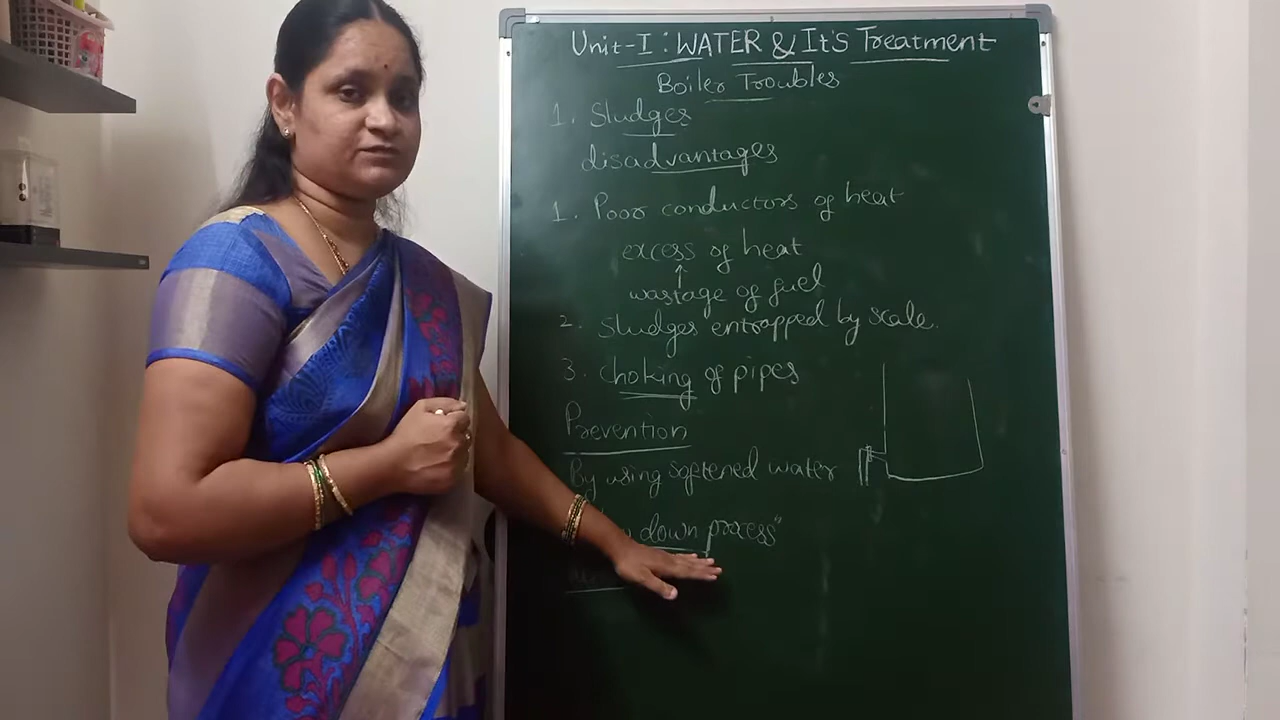 Unit-I : WATER & It's Treatment
Boiler Troubles
1. Sludges
disadvantages
1. Poor conductors of heat
excess of heat
↑
wastage of fuel
2. Sludges entrapped by scale.
3. Choking of pipes
Prevention
By using softened water
down process"